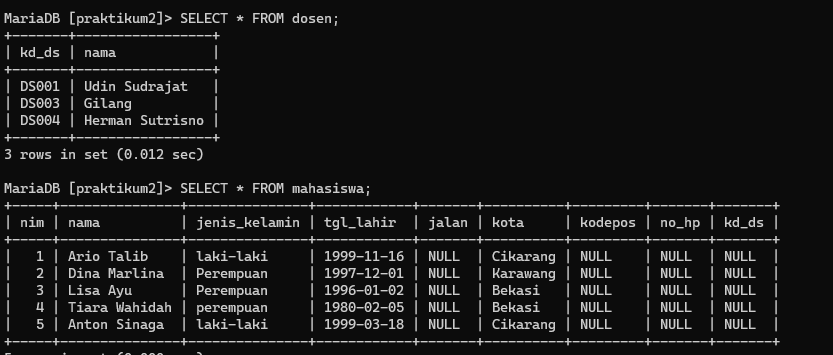 MariaDB [praktikum2]> SELECT * FROM dosen;
+-------+-----------------+
| kd_ds | nama            |
+-------+-----------------+
| DS001 | Udin Sudrajat   |
| DS003 | Gilang          |
| DS004 | Herman Sutrisno |
+-------+-----------------+
3 rows in set (0.012 sec)

MariaDB [praktikum2]> SELECT * FROM mahasiswa;
+-----+---------------+---------------+------------+-------+----------+---------+-------+-------+
| nim | nama          | jenis_kelamin | tgl_lahir  | jalan | kota     | kodepos | no_hp | kd_ds |
+-----+---------------+---------------+------------+-------+----------+---------+-------+-------+
|   1 | Ario Talib    | laki-laki     | 1999-11-16 | NULL  | Cikarang | NULL    | NULL  | NULL  |
|   2 | Dina Marlina  | Perempuan     | 1997-12-01 | NULL  | Karawang | NULL    | NULL  | NULL  |
|   3 | Lisa Ayu      | Perempuan     | 1996-01-02 | NULL  | Bekasi   | NULL    | NULL  | NULL  |
|   4 | Tiara Wahidah | perempuan     | 1980-02-05 | NULL  | Bekasi   | NULL    | NULL  | NULL  |
|   5 | Anton Sinaga  | laki-laki     | 1999-03-18 | NULL  | Cikarang | NULL    | NULL  | NULL  |
+-----+---------------+---------------+------------+-------+----------+---------+-------+-------+